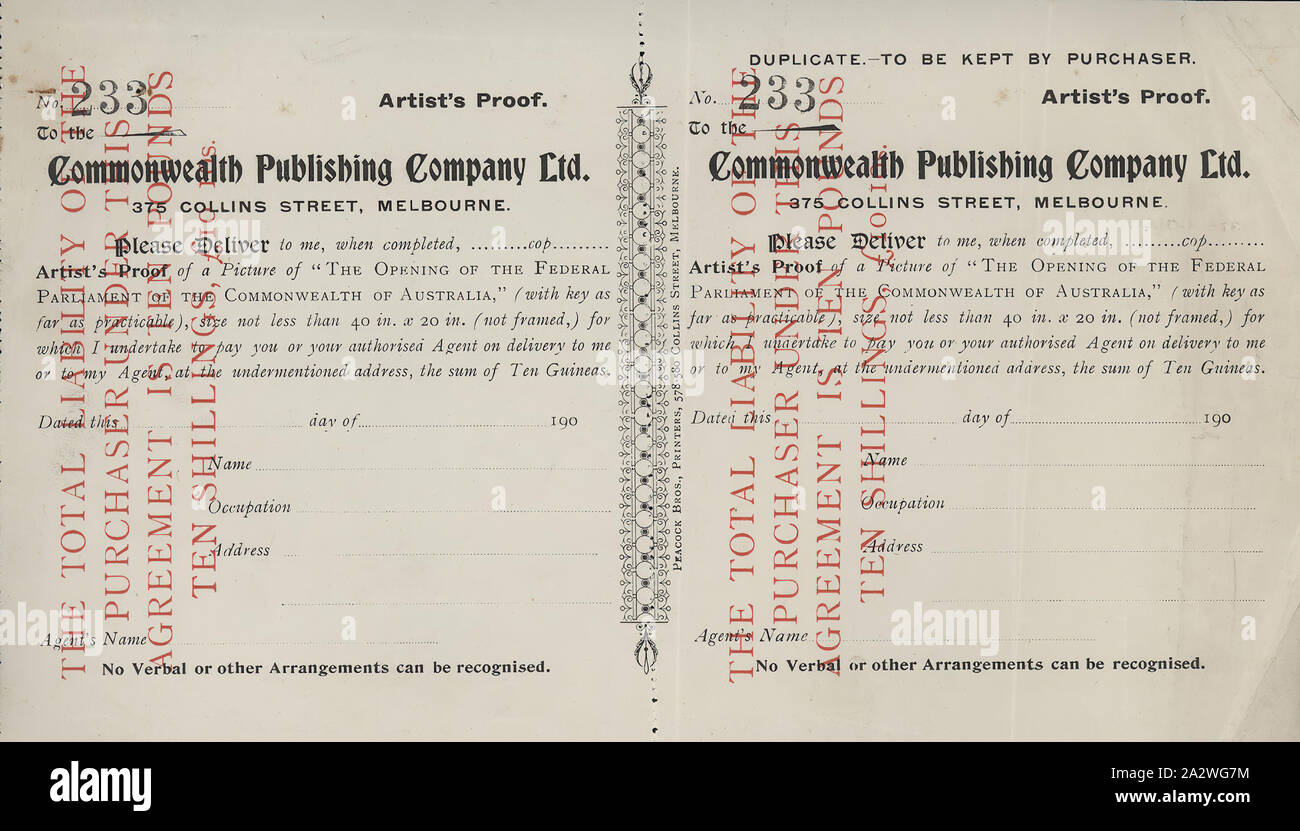 No. 233
Artist's Proof.
To the
Commonwealth Publishing Company Ltd.
375 COLLINS STREET, MELBOURNE.
Please Deliver to me, when completed, .........cop.........
Artist's Proof of a Picture of "THE OPENING OF THE FEDERAL
PARLIAMENT OF THE COMMONWEALTH OF AUSTRALIA," (with key as
far as practicable), size not less than 40 in. x 20 in. (not framed,) for
which I undertake to pay you or your authorised Agent on delivery to me
or to my Agent, at the undermentioned address, the sum of Ten Guineas.
Dated this day of 190
Name
Occupation
Address
Agent's Name
No Verbal or other Arrangements can be recognised.
THE TOTAL LIABILITY OF THE
PURCHASER UNDER THIS
AGREEMENT IS TEN POUNDS
TEN SHILLINGS, £10 10s.
PEACOCK BROS., PRINTERS, 578-580 COLLINS STREET, MELBOURNE.
DUPLICATE.—TO BE KEPT BY PURCHASER.
No. 233
Artist's Proof.
To the
Commonwealth Publishing Company Ltd.
375 COLLINS STREET, MELBOURNE.
Please Deliver to me, when completed, .........cop.........
Artist's Proof of a Picture of "THE OPENING OF THE FEDERAL
PARLIAMENT OF THE COMMONWEALTH OF AUSTRALIA," (with key as
far as practicable), size not less than 40 in. x 20 in. (not framed,) for
which I undertake to pay you or your authorised Agent on delivery to me
or to my Agent, at the undermentioned address, the sum of Ten Guineas.
Dated this day of 190
Name
Occupation
Address
Agent's Name
No Verbal or other Arrangements can be recognised.
THE TOTAL LIABILITY OF THE
PURCHASER UNDER THIS
AGREEMENT IS TEN POUNDS
TEN SHILLINGS, £10 10s.
alamy
Image ID: 2A2WG7M
www.alamy.com